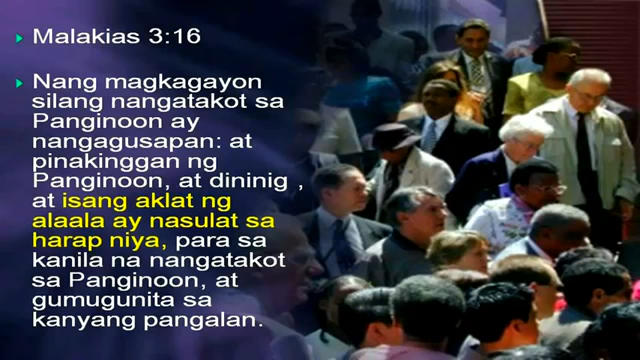 Malakias 3:16
Nang magkagayon
silang nangatakot sa
Panginoon ay
nangagusapan: at
pinakinggan ng
Panginoon, at dininig ,
at isang aklat ng
alaala ay nasulat sa
harap niya, para sa
kanila na nangatakot
sa Panginoon, at
gumugunita sa
kanyang pangalan.